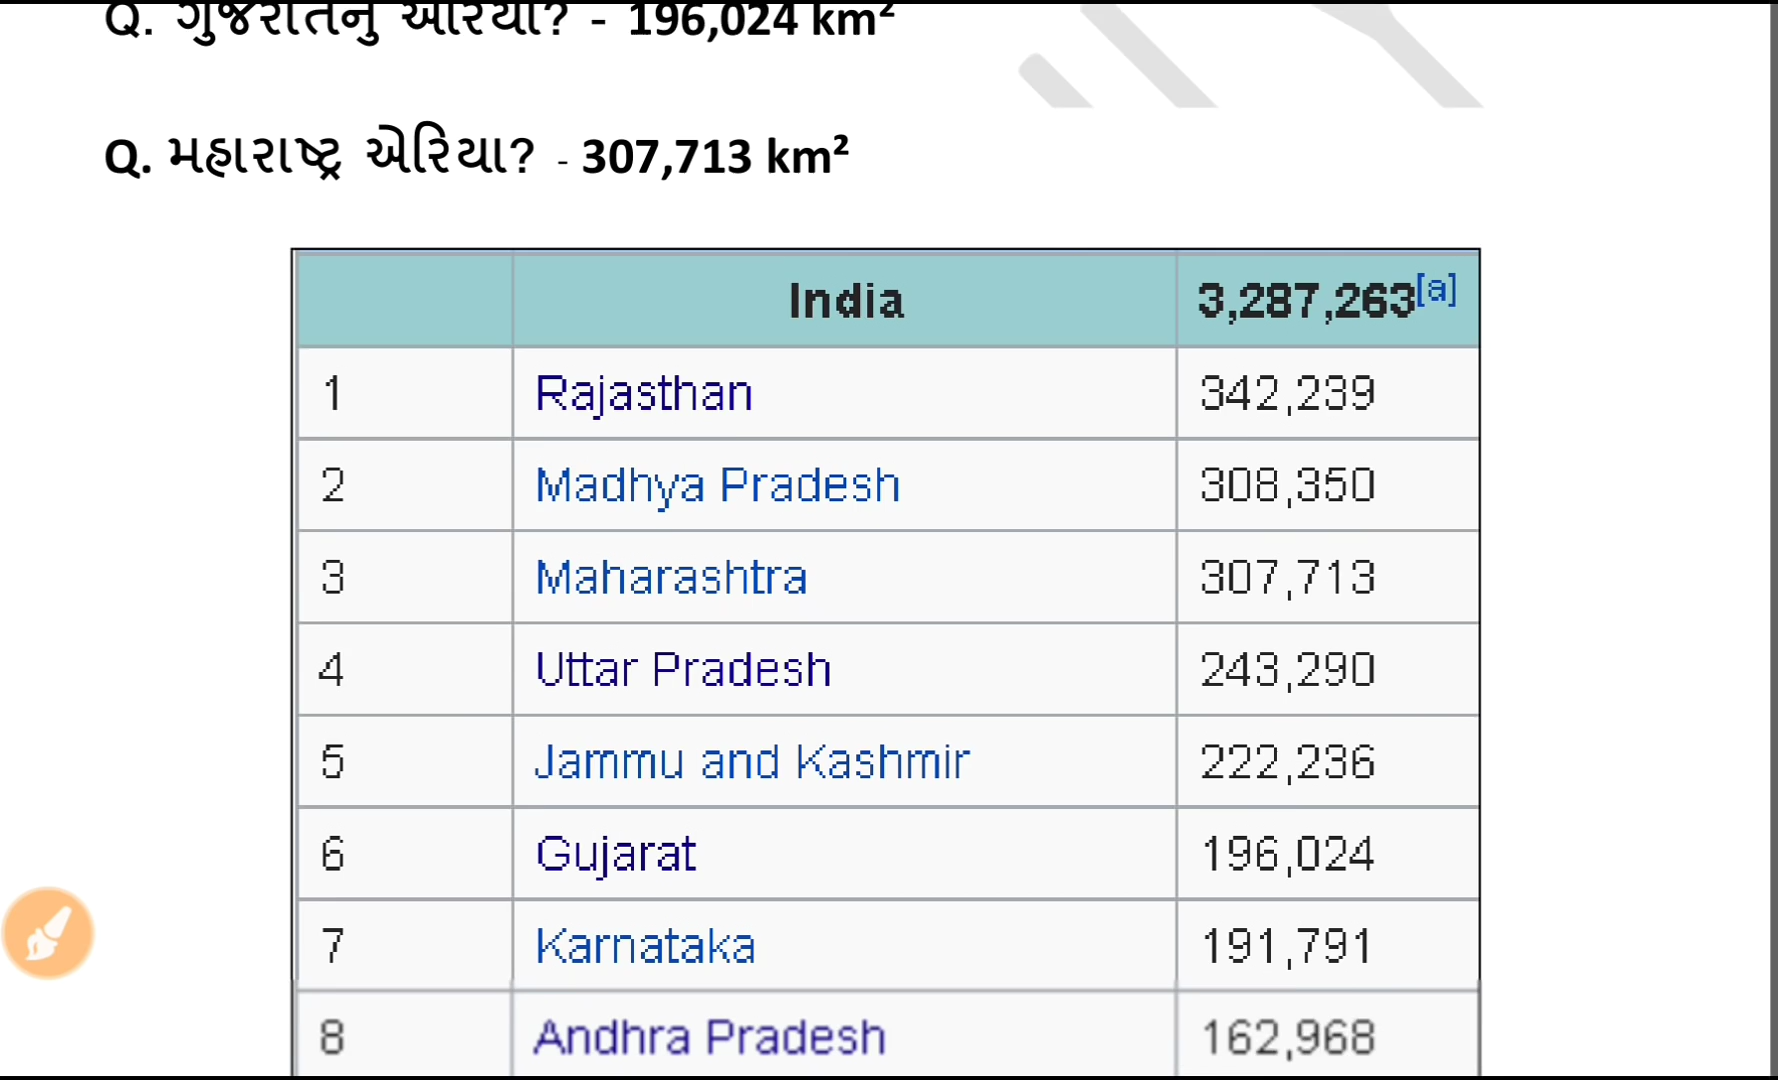 Q. ગુજરાતનું એરિયા? - 196,024 km²
Q. મહારાષ્ટ્ર એરિયા? - 307,713 km²
India 3,287,263[a]
1 Rajasthan 342,239
2 Madhya Pradesh 308,350
3 Maharashtra 307,713
4 Uttar Pradesh 243,290
5 Jammu and Kashmir 222,236
6 Gujarat 196,024
7 Karnataka 191,791
8 Andhra Pradesh 162,968